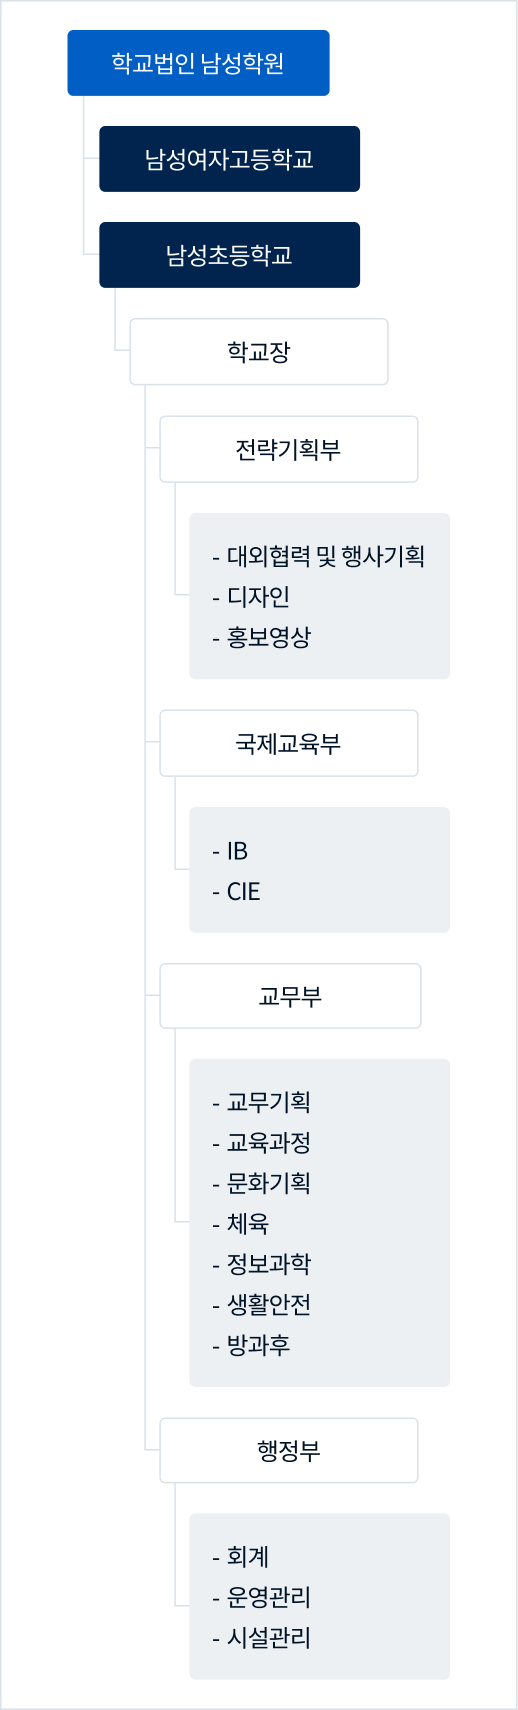 학교법인 남성학원
남성여자고등학교
남성초등학교
학교장
전략기획부
- 대외협력 및 행사기획
- 디자인
- 홍보영상
국제교육부
- IB
- CIE
교무부
- 교무기획
- 교육과정
- 문화기획
- 체육
- 정보과학
- 생활안전
- 방과후
행정부
- 회계
- 운영관리
- 시설관리